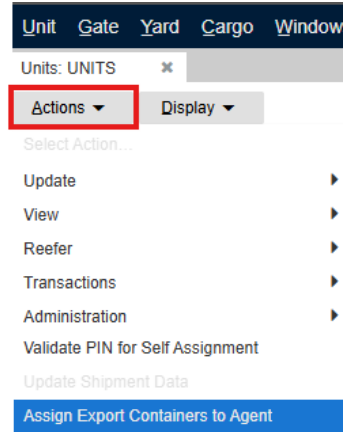 Unit Gate Yard Cargo Window
Units: UNITS
Actions Display
Select Action...
Update
View
Reefer
Transactions
Administration
Validate PIN for Self Assignment
Update Shipment Data
Assign Export Containers to Agent